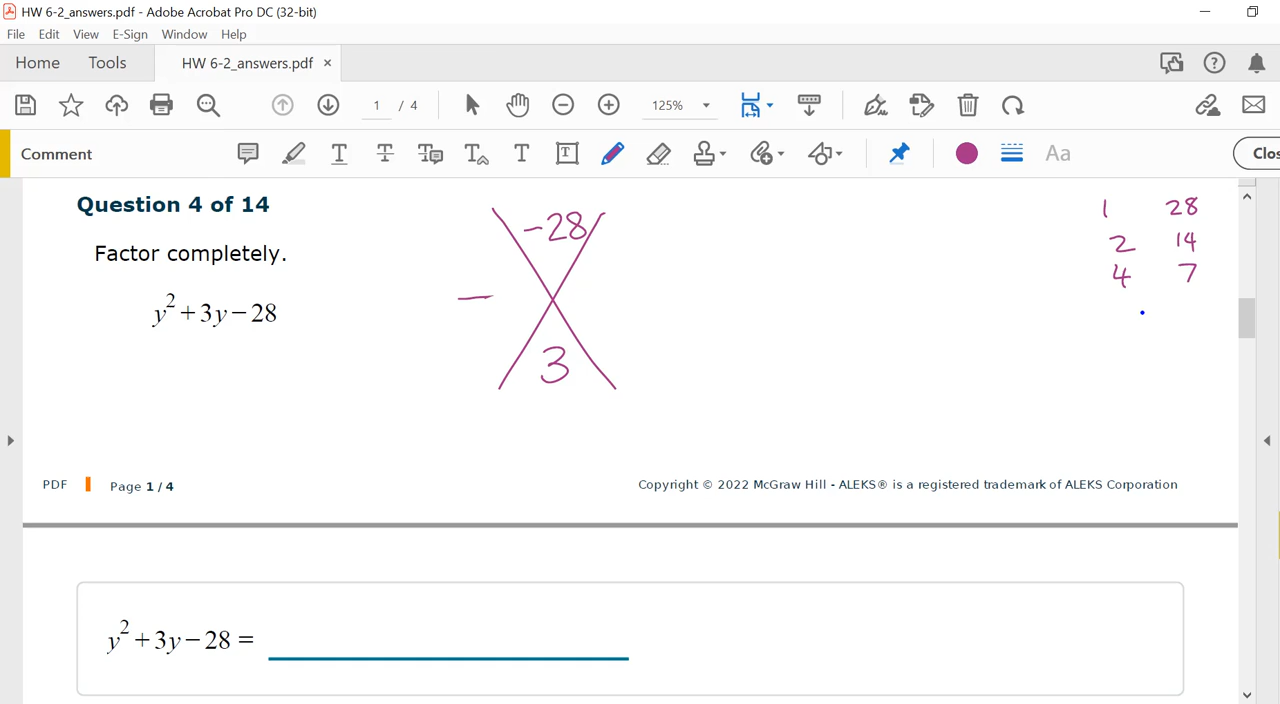 HW 6-2_answers.pdf - Adobe Acrobat Pro DC (32-bit)
File Edit View E-Sign Window Help
Home Tools HW 6-2_answers.pdf ×
1 / 4 125%
Comment T T T T T T Aa Clos
Question 4 of 14
Factor completely.
y² + 3y − 28
-28
−
3
1 28
2 14
4 7
PDF Page 1 / 4 Copyright © 2022 McGraw Hill - ALEKS® is a registered trademark of ALEKS Corporation
y² + 3y − 28 =